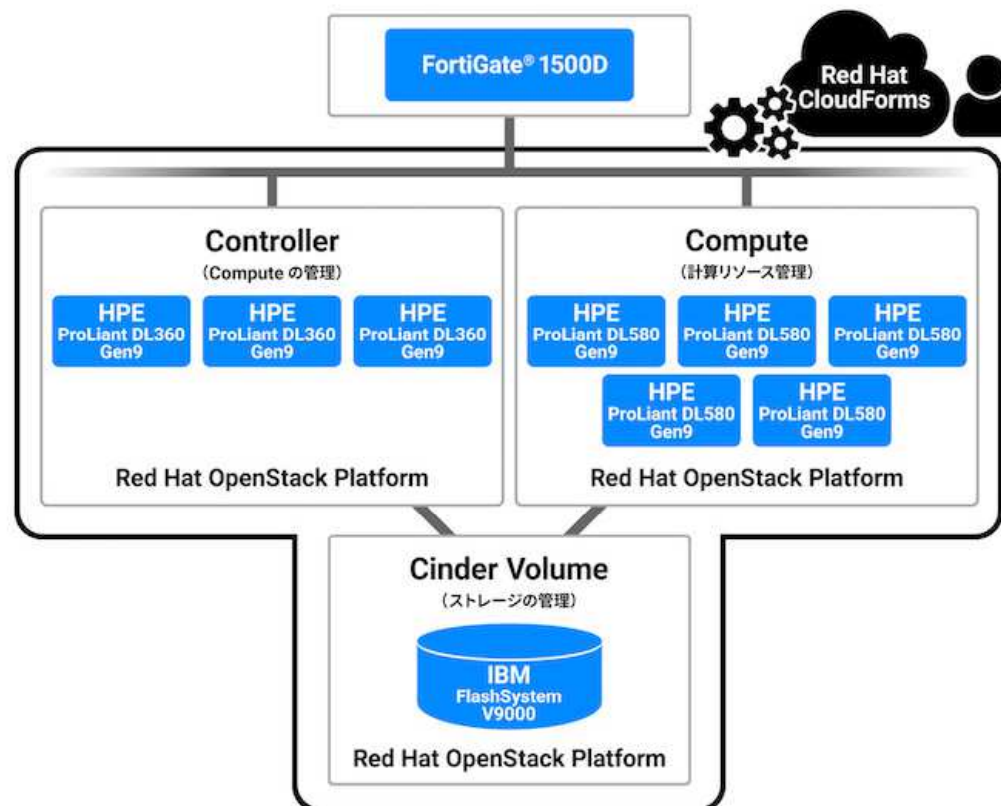 FortiGate® 1500D
Red Hat
CloudForms
Controller
（Compute の管理）
HPE
ProLiant DL360
Gen9
HPE
ProLiant DL360
Gen9
HPE
ProLiant DL360
Gen9
Red Hat OpenStack Platform
Compute
（計算リソース管理）
HPE
ProLiant DL580
Gen9
HPE
ProLiant DL580
Gen9
HPE
ProLiant DL580
Gen9
HPE
ProLiant DL580
Gen9
HPE
ProLiant DL580
Gen9
Red Hat OpenStack Platform
Cinder Volume
（ストレージの管理）
IBM
FlashSystem
V9000
Red Hat OpenStack Platform